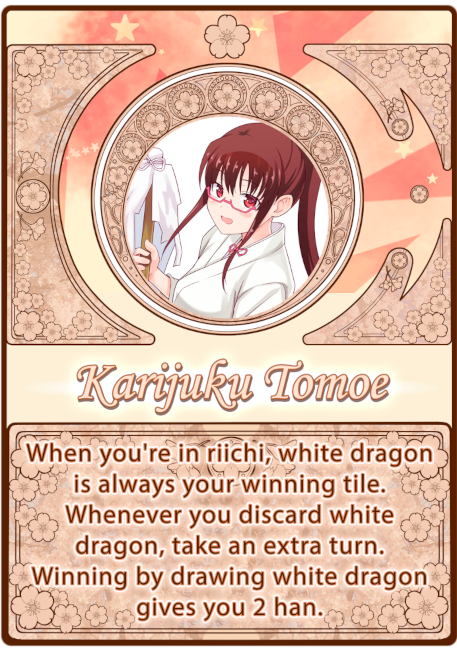 Karijuku Tomoe
When you're in riichi, white dragon
is always your winning tile.
Whenever you discard white
dragon, take an extra turn.
Winning by drawing white dragon
gives you 2 han.